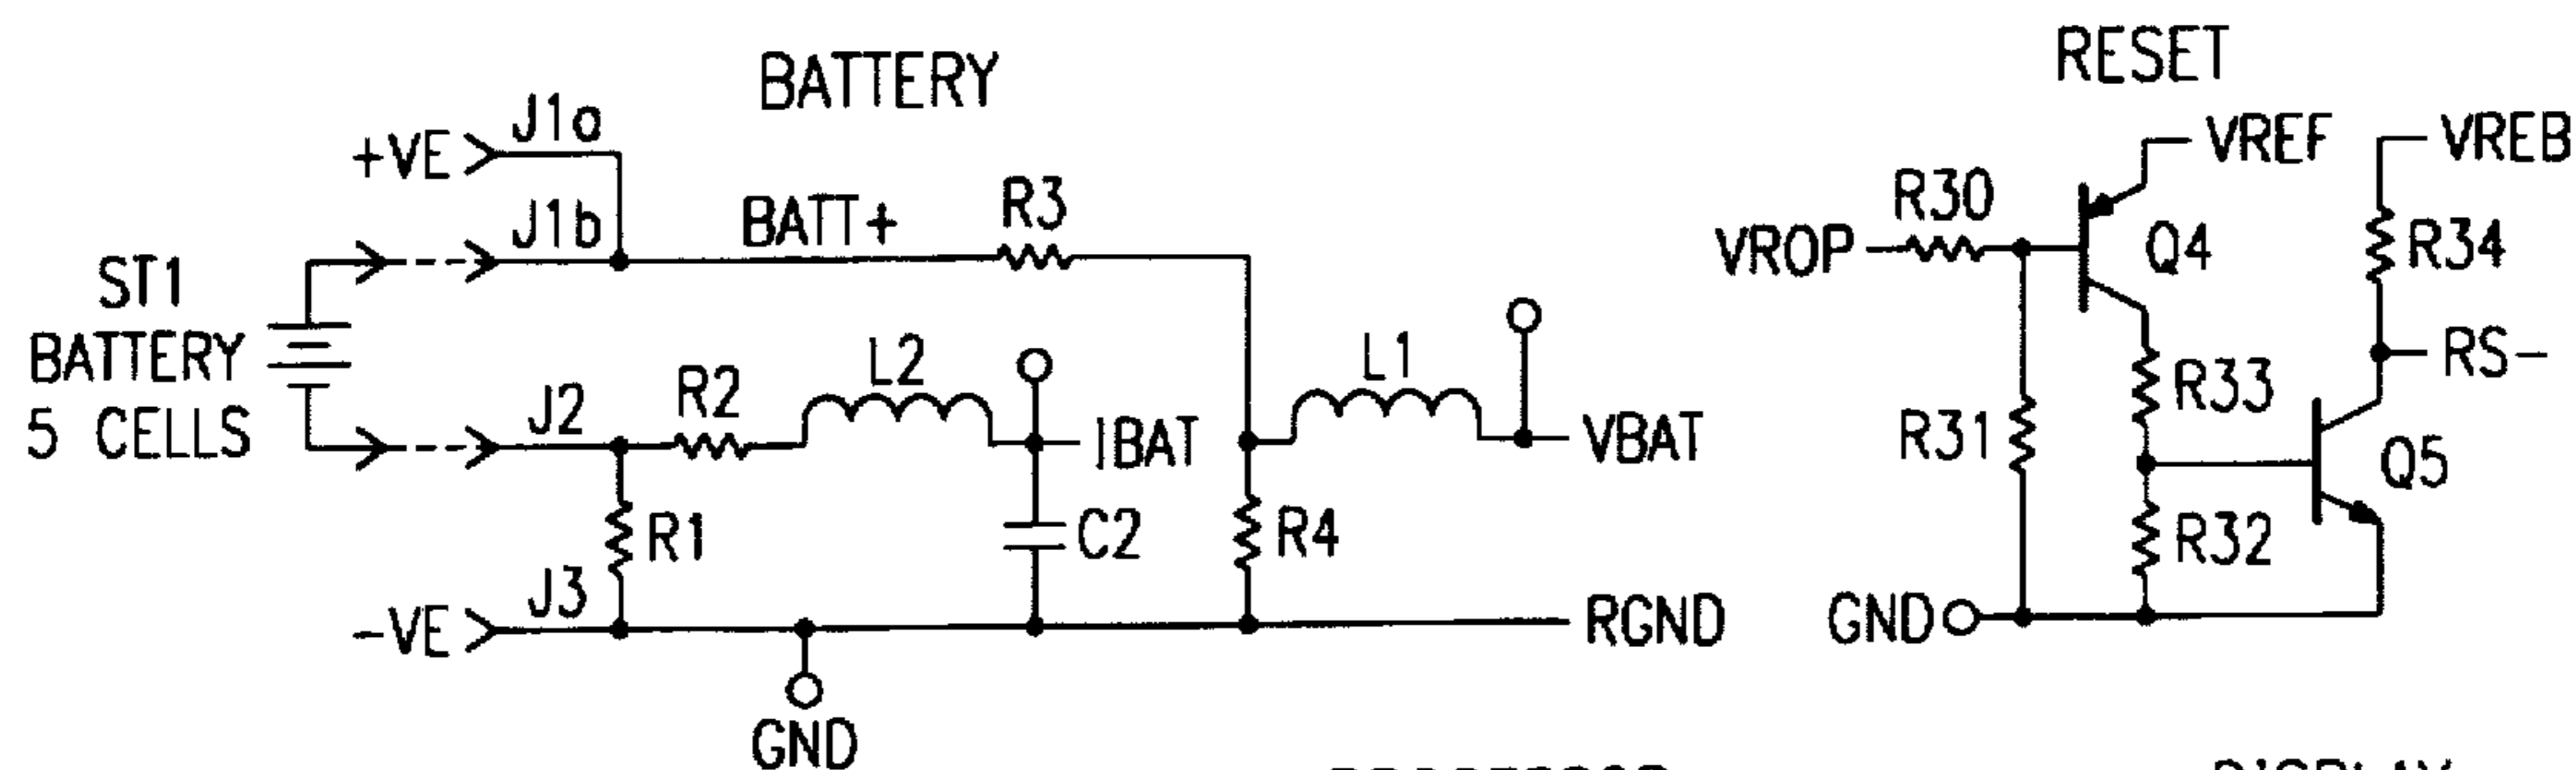 BATTERY
+VE
J1a
J1b
BATT+
R3
ST1
BATTERY
5 CELLS
J2
R2
L2
IBAT
L1
VBAT
R1
C2
R4
J3
-VE
RGND
GND
RESET
VREF
VREB
R30
VROP
Q4
R34
RS-
R33
R31
Q5
R32
GND
DISPLAY